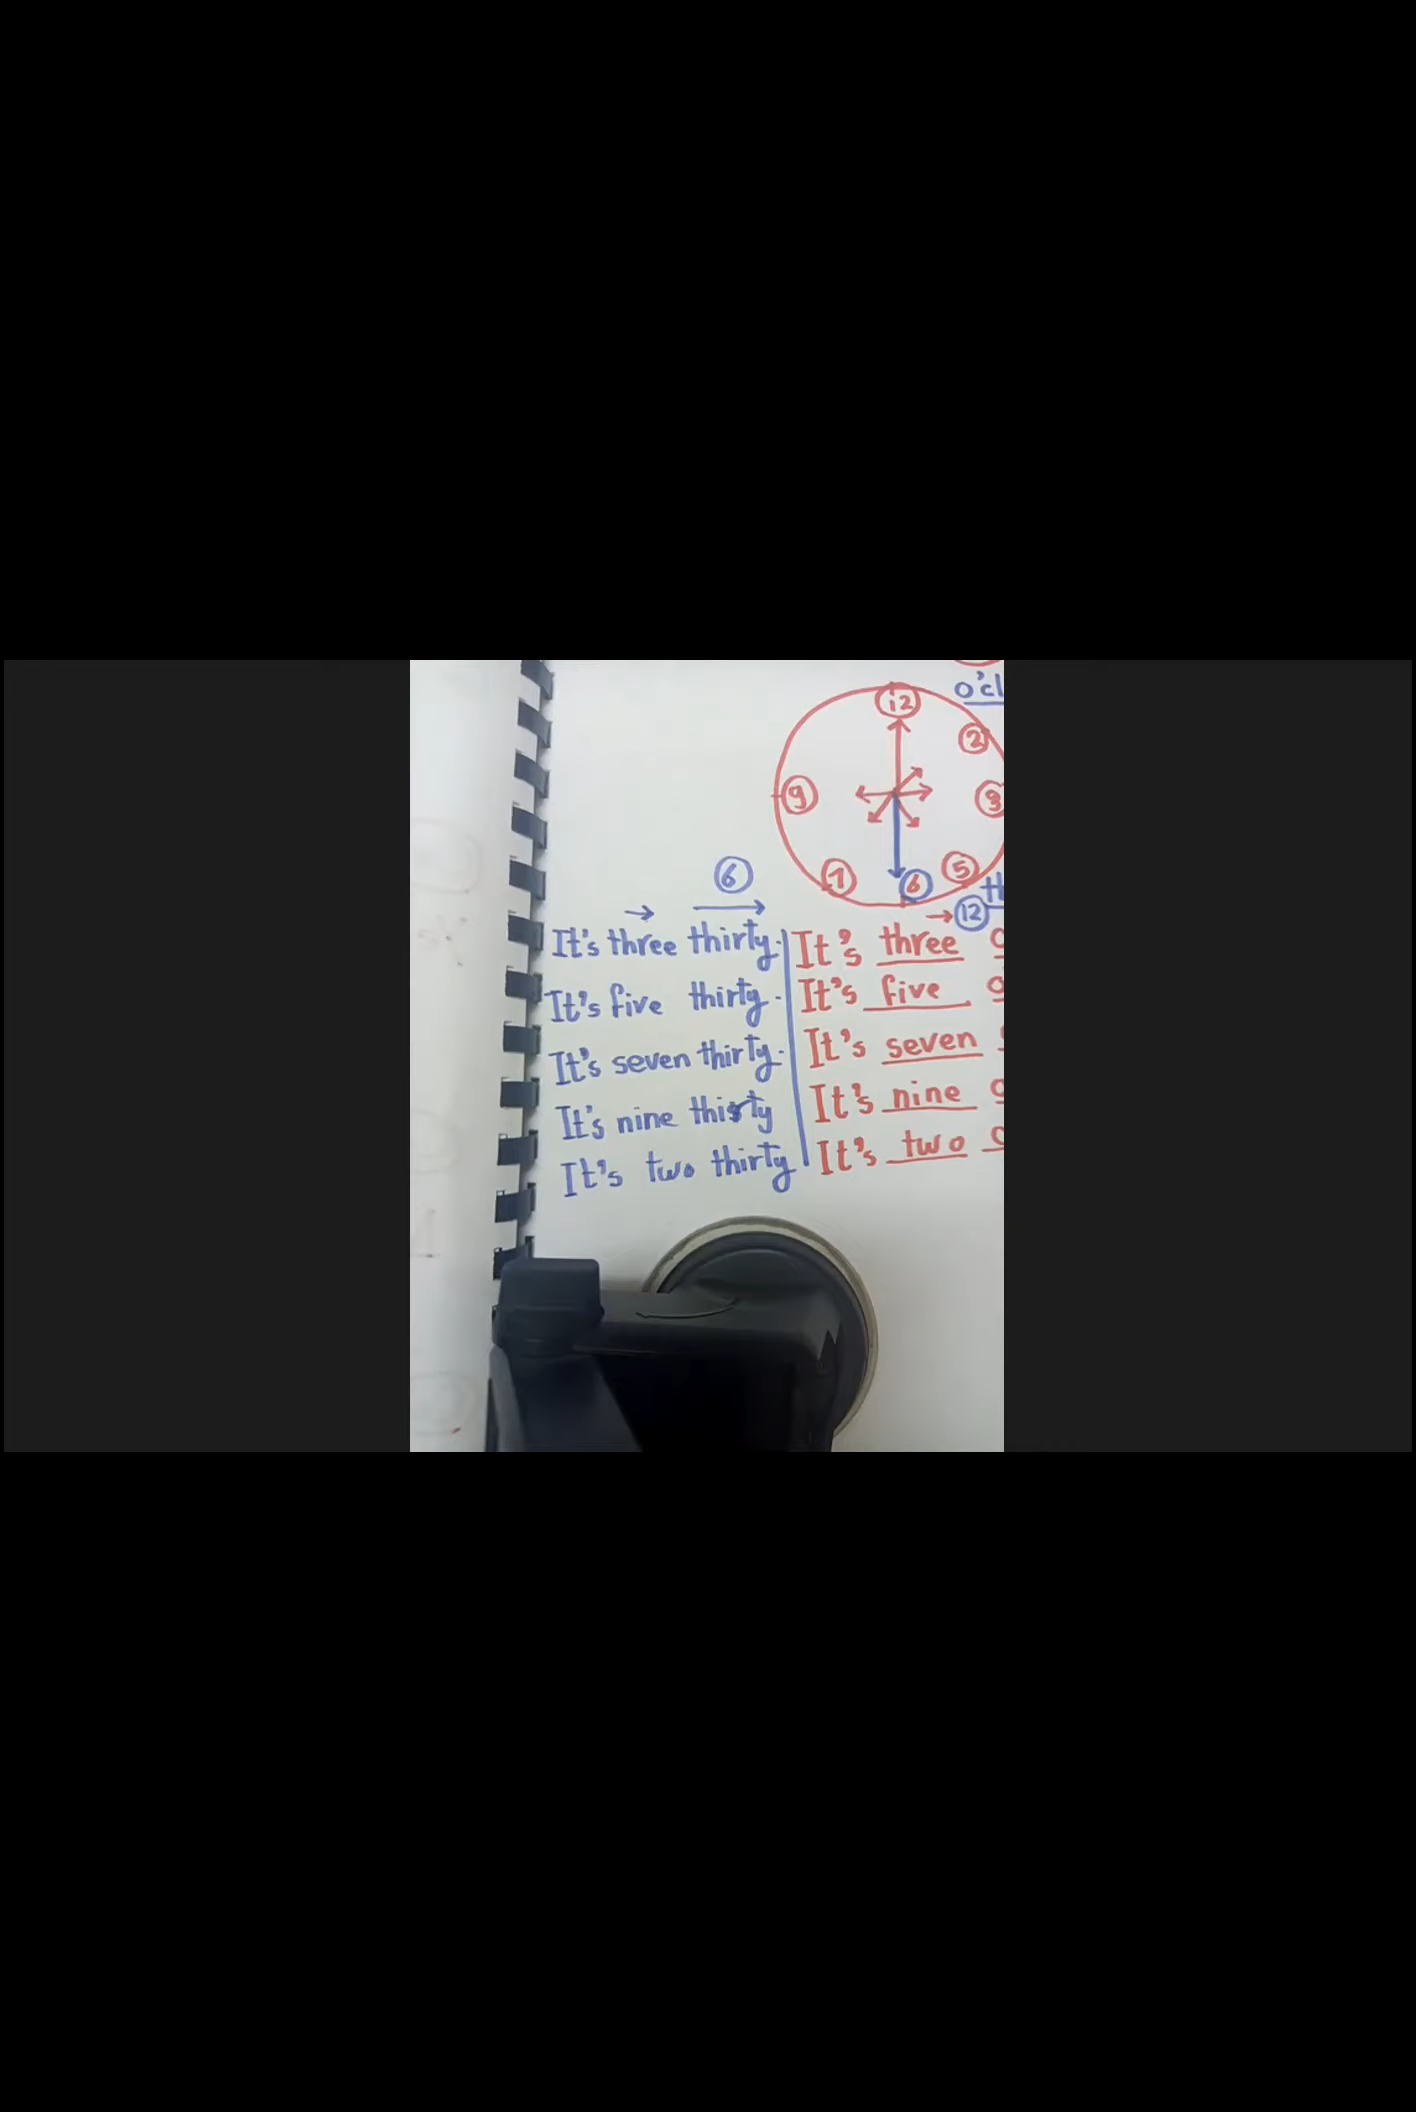 o'cl
12
2
9
3
7
6
5
6
th
12
It's three thirty.
It's five thirty.
It's seven thirty.
It's nine thirty
It's two thirty
It's three
It's five
It's seven
It's nine
It's two